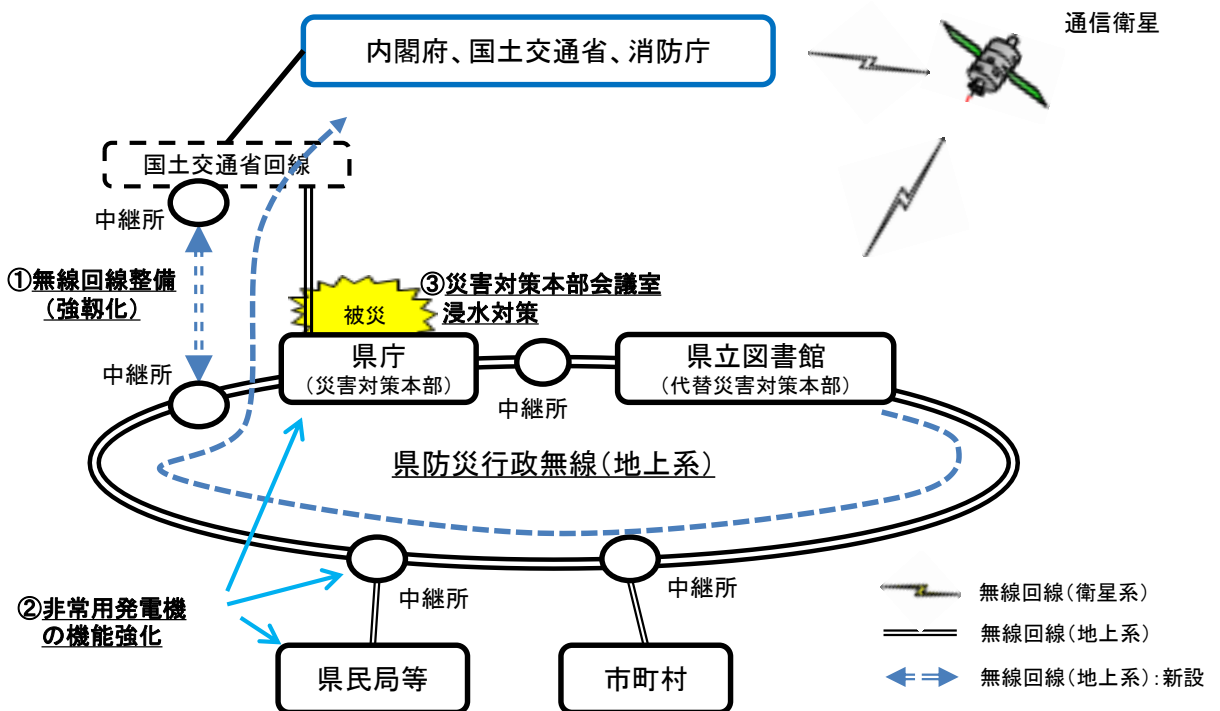 通信衛星
内閣府、国土交通省、消防庁
国土交通省回線
中継所
①無線回線整備
(強靱化)
被災
③災害対策本部会議室
浸水対策
中継所
県庁
(災害対策本部)
中継所
県立図書館
(代替災害対策本部)
県防災行政無線(地上系)
②非常用発電機
の機能強化
中継所
中継所
県民局等
市町村
無線回線(衛星系)
無線回線(地上系)
無線回線(地上系):新設